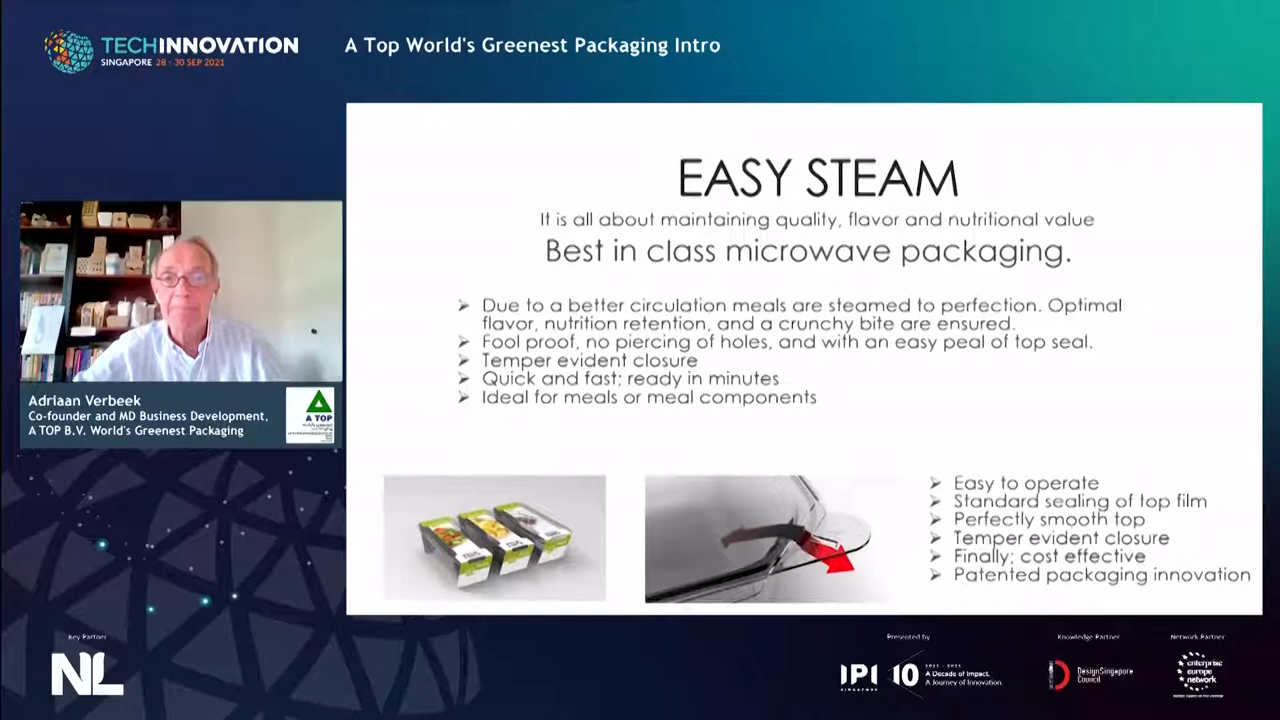 TECHINNOVATION
SINGAPORE 28 - 30 SEP 2021
A Top World's Greenest Packaging Intro
EASY STEAM
It is all about maintaining quality, flavor and nutritional value
Best in class microwave packaging.
➢ Due to a better circulation meals are steamed to perfection. Optimal
flavor, nutrition retention, and a crunchy bite are ensured.
➢ Fool proof, no piercing of holes, and with an easy peal of top seal.
➢ Temper evident closure
➢ Quick and fast; ready in minutes
➢ Ideal for meals or meal components
Adriaan Verbeek
Co-founder and MD Business Development,
A TOP B.V. World's Greenest Packaging
A TOP
➢ Easy to operate
➢ Standard sealing of top film
➢ Perfectly smooth top
➢ Temper evident closure
➢ Finally; cost effective
➢ Patented packaging innovation
Key Partner
NL
Presented by
IPI
SINGAPORE
10
2011 - 2021
A Decade of Impact.
A Journey of Innovation.
Knowledge Partner
DesignSingapore
Council
Network Partner
enterprise
europe
network